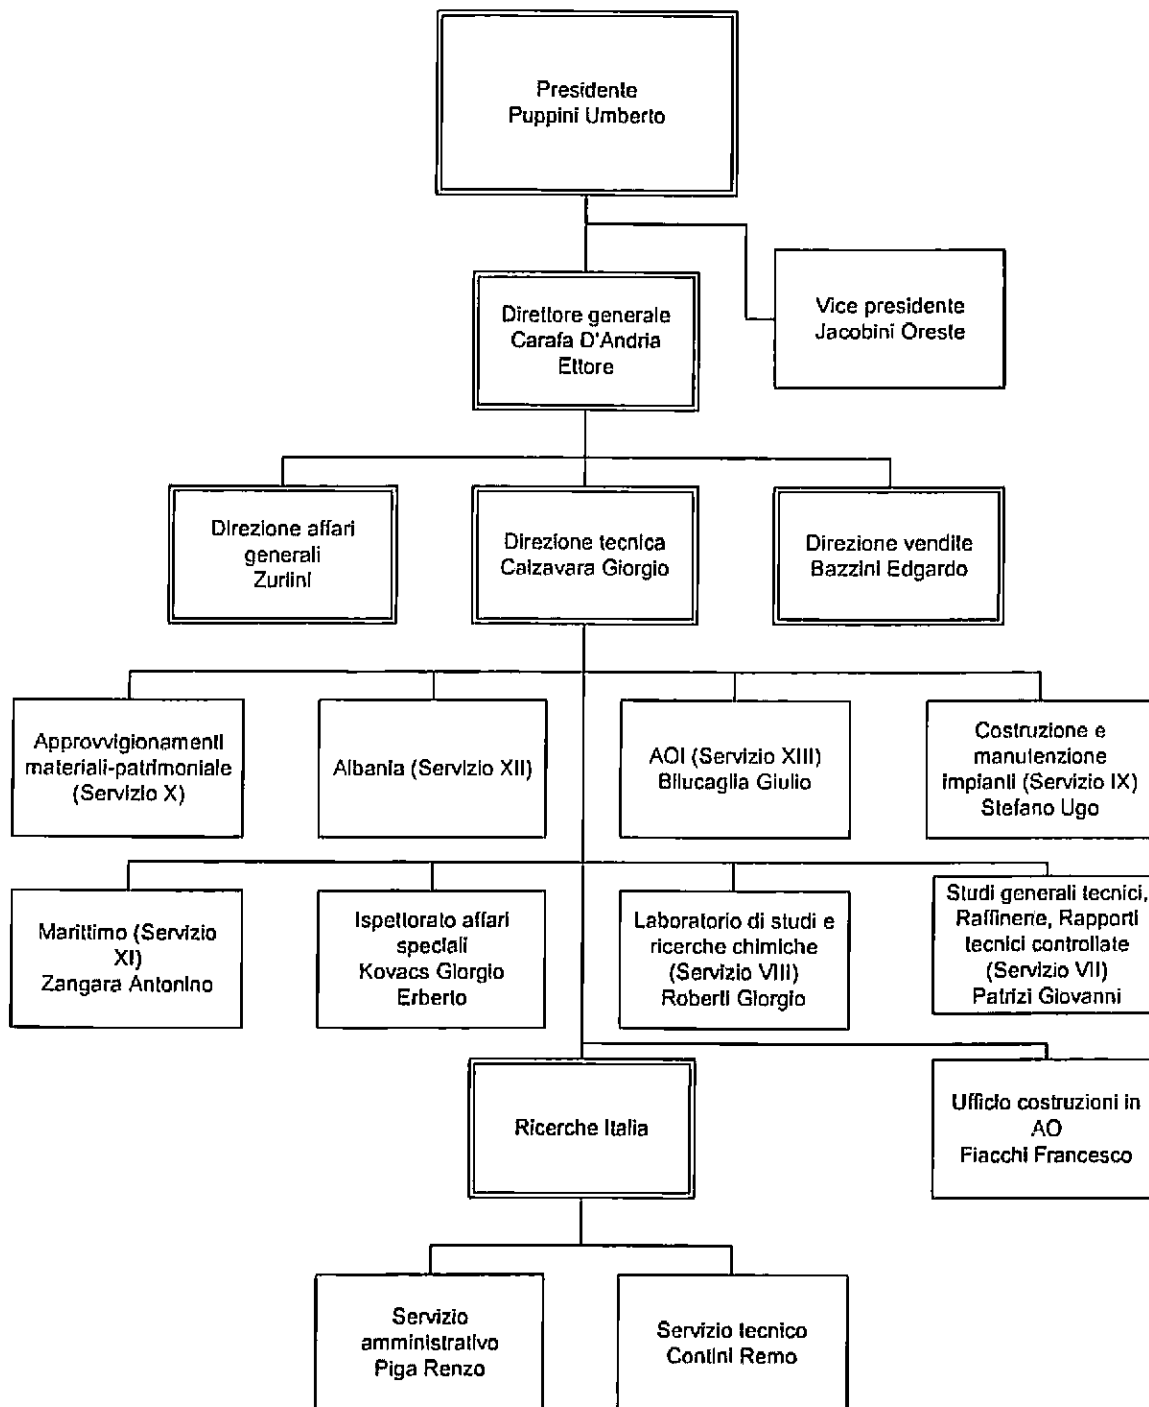 Presidente
Puppini Umberto
Direttore generale
Carafa D'Andria
Ettore
Vice presidente
Jacobini Oreste
Direzione affari
generali
Zurlini
Direzione tecnica
Calzavara Giorgio
Direzione vendite
Bazzini Edgardo
Approvvigionamenti
materiali-patrimoniale
(Servizio X)
Albania (Servizio XII)
AOI (Servizio XIII)
Bilucaglia Giulio
Costruzione e
manutenzione
impianti (Servizio IX)
Stefano Ugo
Marittimo (Servizio
XI)
Zangara Antonino
Ispettorato affari
speciali
Kovacs Giorgio
Erberto
Laboratorio di studi e
ricerche chimiche
(Servizio VIII)
Roberti Giorgio
Studi generali tecnici,
Raffinerie, Rapporti
tecnici controllate
(Servizio VII)
Patrizi Giovanni
Ricerche Italia
Ufficio costruzioni in
AO
Fiacchi Francesco
Servizio
amministrativo
Piga Renzo
Servizio tecnico
Contini Remo